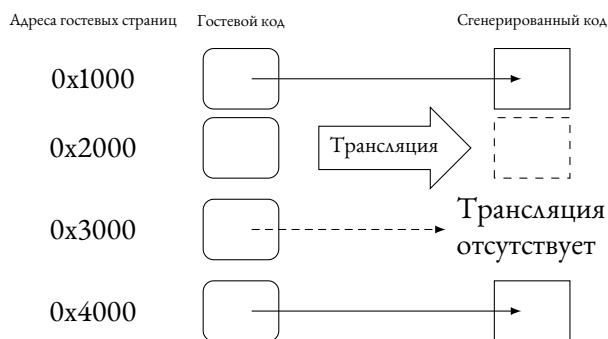 Адреса гостевых страниц Гостевой код Сгенерированный код
0x1000
0x2000 Трансляция
0x3000 Трансляция
отсутствует
0x4000